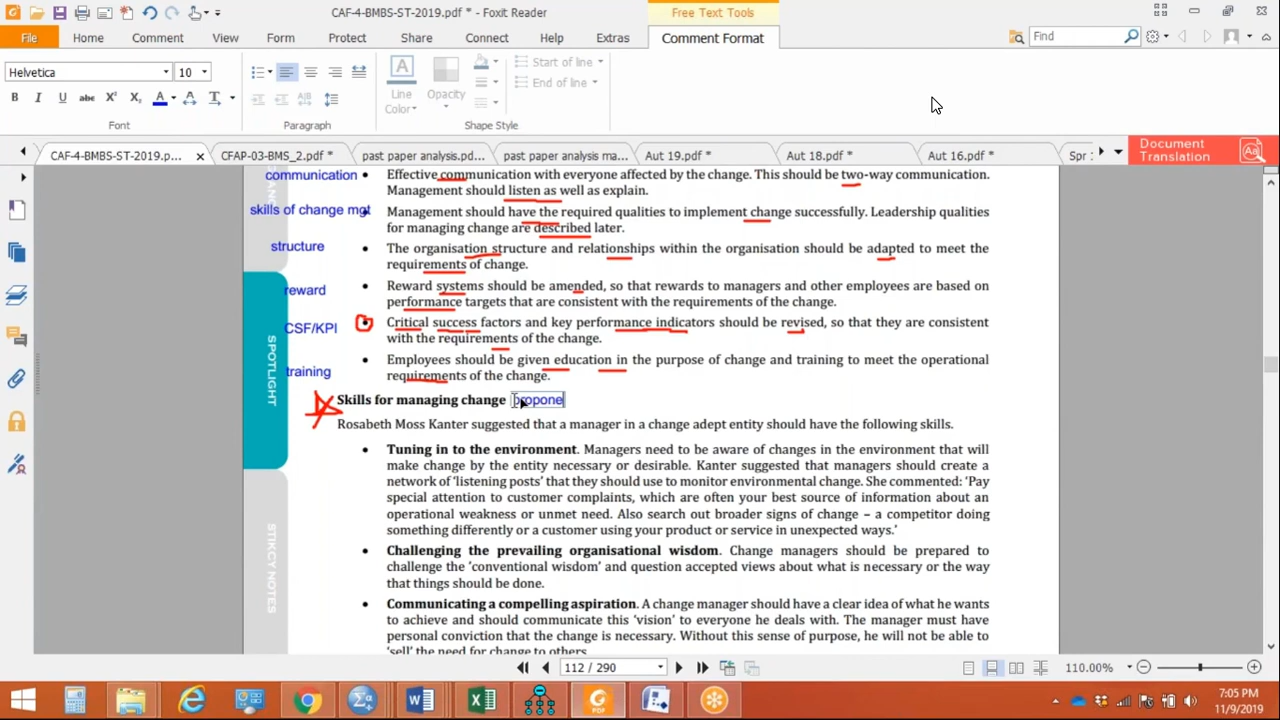 CAF-4-BMBS-ST-2019.pdf * - Foxit Reader
Free Text Tools
File Home Comment View Form Protect Share Connect Help Extras Comment Format
Find
Helvetica 10
Line Color
Opacity
Start of line
End of line
B I U abc X² X₂ A A T
Font Paragraph Shape Style
CAF-4-BMBS-ST-2019.p... × CFAP-03-BMS_2.pdf * past paper analysis.pd... past paper analysis ma... Aut 19.pdf * Aut 18.pdf * Aut 16.pdf * Spr :
Document Translation
communication • Effective communication with everyone affected by the change. This should be two-way communication.
Management should listen as well as explain.
skills of change mgt Management should have the required qualities to implement change successfully. Leadership qualities
for managing change are described later.
structure • The organisation structure and relationships within the organisation should be adapted to meet the
requirements of change.
reward • Reward systems should be amended, so that rewards to managers and other employees are based on
performance targets that are consistent with the requirements of the change.
CSF/KPI • Critical success factors and key performance indicators should be revised, so that they are consistent
with the requirements of the change.
training • Employees should be given education in the purpose of change and training to meet the operational
requirements of the change.
SPOTLIGHT
Skills for managing change propone
Rosabeth Moss Kanter suggested that a manager in a change adept entity should have the following skills.
• Tuning in to the environment. Managers need to be aware of changes in the environment that will
make change by the entity necessary or desirable. Kanter suggested that managers should create a
network of ‘listening posts’ that they should use to monitor environmental change. She commented: ‘Pay
special attention to customer complaints, which are often your best source of information about an
operational weakness or unmet need. Also search out broader signs of change – a competitor doing
something differently or a customer using your product or service in unexpected ways.’
STIKCY NOTES
• Challenging the prevailing organisational wisdom. Change managers should be prepared to
challenge the ‘conventional wisdom’ and question accepted views about what is necessary or the way
that things should be done.
• Communicating a compelling aspiration. A change manager should have a clear idea of what he wants
to achieve and should communicate this ‘vision’ to everyone he deals with. The manager must have
personal conviction that the change is necessary. Without this sense of purpose, he will not be able to
‘sell’ the need for change to others.
112 / 290
110.00%
7:05 PM
11/9/2019